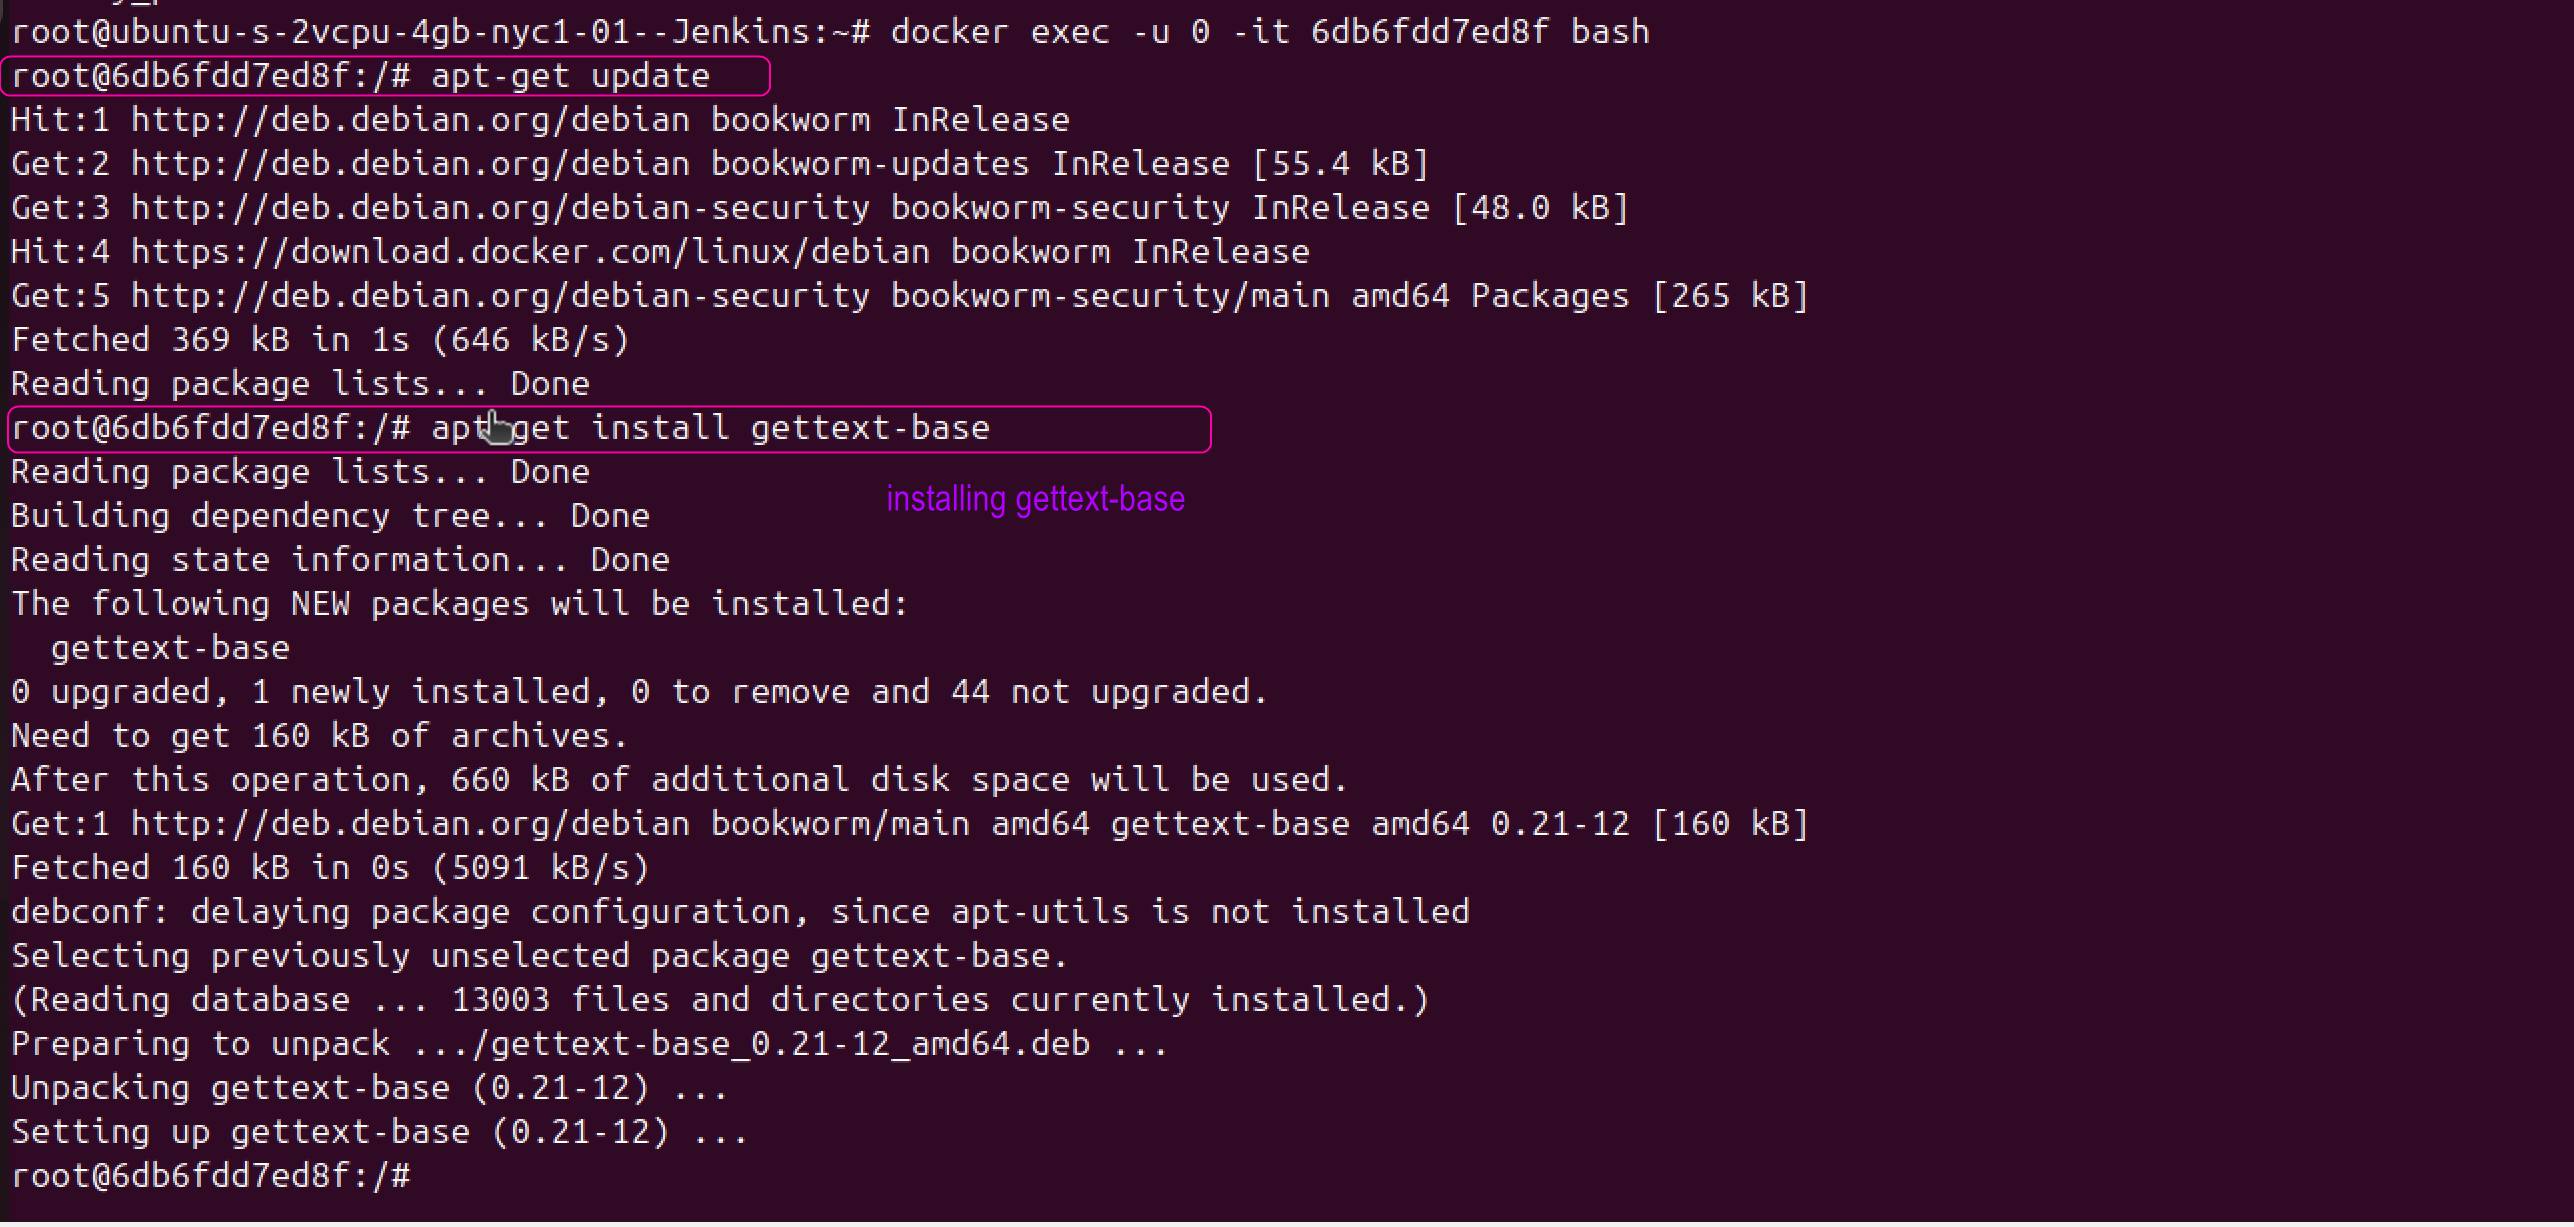 root@ubuntu-s-2vcpu-4gb-nyc1-01--Jenkins:~# docker exec -u 0 -it 6db6fdd7ed8f bash
root@6db6fdd7ed8f:/# apt-get update
Hit:1 http://deb.debian.org/debian bookworm InRelease
Get:2 http://deb.debian.org/debian bookworm-updates InRelease [55.4 kB]
Get:3 http://deb.debian.org/debian-security bookworm-security InRelease [48.0 kB]
Hit:4 https://download.docker.com/linux/debian bookworm InRelease
Get:5 http://deb.debian.org/debian-security bookworm-security/main amd64 Packages [265 kB]
Fetched 369 kB in 1s (646 kB/s)
Reading package lists... Done
root@6db6fdd7ed8f:/# apt-get install gettext-base
Reading package lists... Done
installing gettext-base
Building dependency tree... Done
Reading state information... Done
The following NEW packages will be installed:
  gettext-base
0 upgraded, 1 newly installed, 0 to remove and 44 not upgraded.
Need to get 160 kB of archives.
After this operation, 660 kB of additional disk space will be used.
Get:1 http://deb.debian.org/debian bookworm/main amd64 gettext-base amd64 0.21-12 [160 kB]
Fetched 160 kB in 0s (5091 kB/s)
debconf: delaying package configuration, since apt-utils is not installed
Selecting previously unselected package gettext-base.
(Reading database ... 13003 files and directories currently installed.)
Preparing to unpack .../gettext-base_0.21-12_amd64.deb ...
Unpacking gettext-base (0.21-12) ...
Setting up gettext-base (0.21-12) ...
root@6db6fdd7ed8f:/#